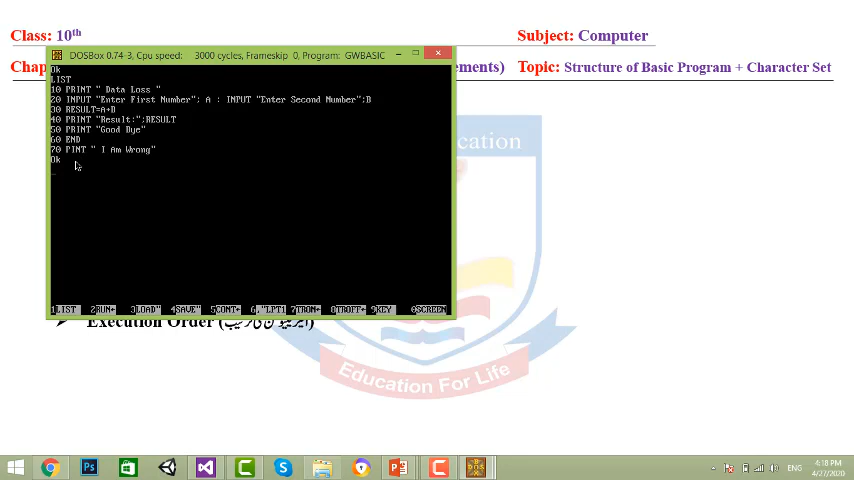 Class: 10th
Subject: Computer
DOSBox 0.74-3, Cpu speed: 3000 cycles, Frameskip 0, Program: GWBASIC
Chap
ements) Topic: Structure of Basic Program + Character Set
Ok
LIST
10 PRINT " Data Loss "
20 INPUT "Enter First Number"; A : INPUT "Enter Second Number";B
30 RESULT=A+B
40 PRINT "Result:";RESULT
50 PRINT "Good Bye"
60 END
70 PINT " I Am Wrong"
Ok
cation
1LIST 2RUN← 3LOAD" 4SAVE" 5CONT← 6,"LPT1 7TRON← 8TROFF← 9KEY 0SCREEN
Execution Order
Education For Life
ENG
4:18 PM
4/27/2020